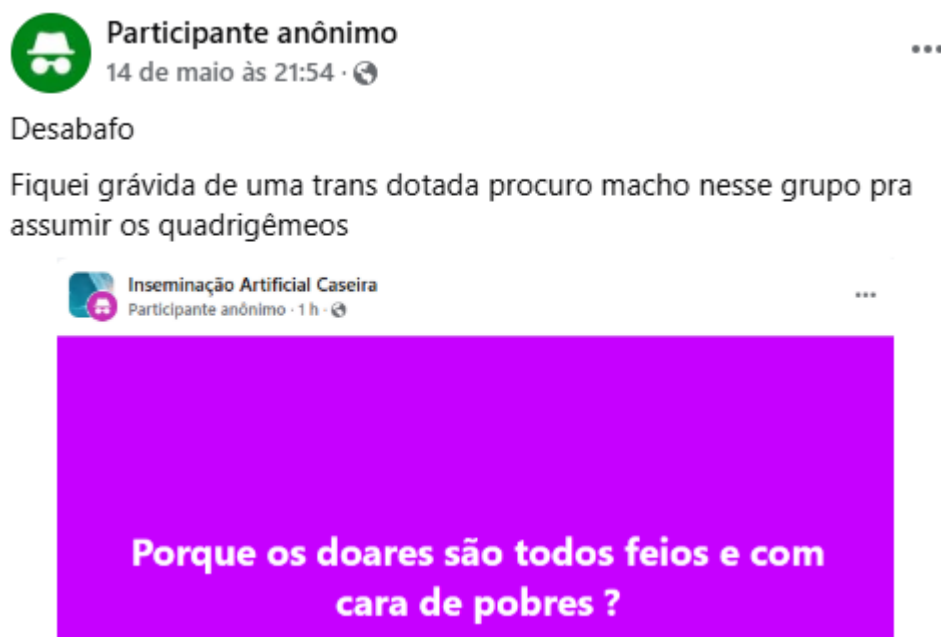 Participante anônimo
14 de maio às 21:54 ·
Desabafo
Fiquei grávida de uma trans dotada procuro macho nesse grupo pra
assumir os quadrigêmeos
Inseminação Artificial Caseira
Participante anônimo · 1 h ·
Porque os doares são todos feios e com
cara de pobres ?